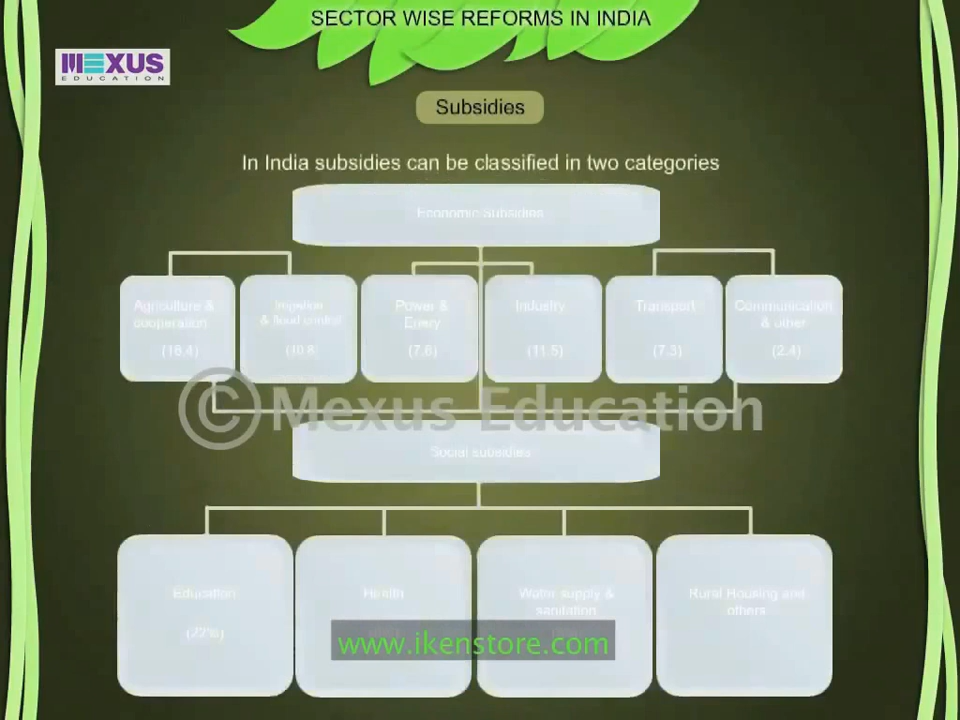 SECTOR WISE REFORMS IN INDIA
MEXUS
EDUCATION
Subsidies
In India subsidies can be classified in two categories
Economic Subsidies
Agriculture &
cooperation
(16.4)
Irrigation
& flood control
(10.8
Power &
(7.6)
Industry
(11.5)
Transport
(7.3)
Communication
& other
(2.4)
© Mexus Education
Social subsidies
Education
(22%)
Health
Water supply &
sanitation
Rural Housing and
others
www.ikenstore.com